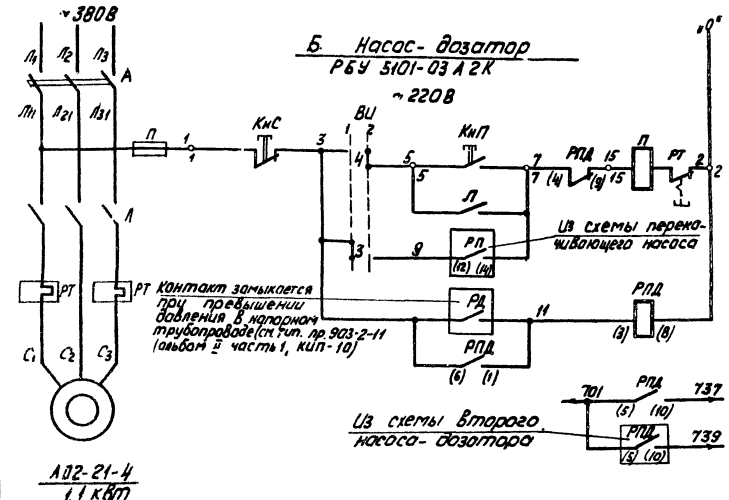 ~380В
Л1 Л2 Л3
А
Л11 Л21 Л31
Б. Насос-дозатор
РБУ 5101-03 А2К
~220В
"0"
П
1
1
КнС
3
ВИ
1 2
4
3
5
5
КнП
7
7
РПД
(4) (9)
15
15
П
РТ
2
2
Л
Л
9
РП
(12) (14)
Из схемы перека-
чивающего насоса
РТ
РТ
Контакт замыкается
при превышении
давления в напорном
трубопроводе (см. тип. пр. 903-2-11
(альбом II часть 1, КИП-10)
РД
11
РПД
(3) (8)
РПД
(6) (1)
С1 С2 С3
701
РПД
(5) (10)
737
Из схемы второго
насоса-дозатора
РПД
(5) (10)
739
АО2-21-4
1,1 кВт